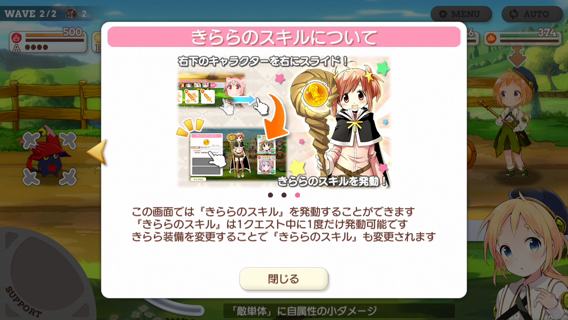 WAVE 2/2
2
MENU
AUTO
500
374
きららのスキルについて
右下のキャラクターを右にスライド！
きららのスキルを発動！
この画面では「きららのスキル」を発動することができます
「きららのスキル」は1クエスト中に1度だけ発動可能です
きらら装備を変更することで「きららのスキル」も変更されます
閉じる
SUPPORT
「敵単体」に自属性の小ダメージ